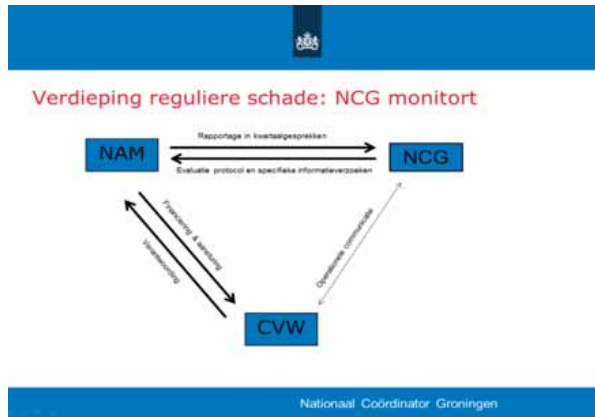 Verdieping reguliere schade: NCG monitort
Rapportage in kwartaalgesprekken
NAM
NCG
Evaluatie protocol en specifieke informatieverzoeken
Financiering & aansturing
Verantwoording
Operationele communicatie
CVW
Nationaal Coördinator Groningen